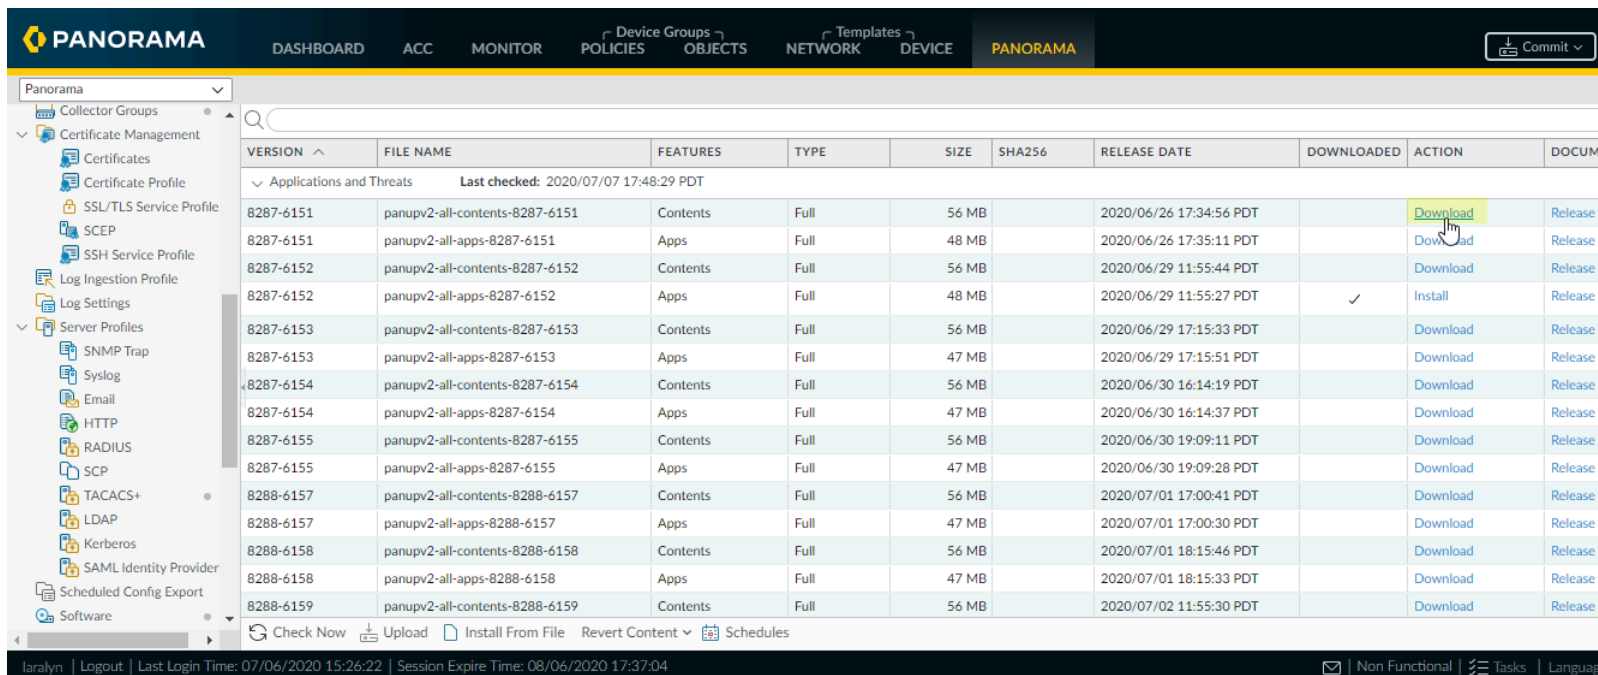 PANORAMA
DASHBOARD ACC MONITOR Device Groups POLICIES OBJECTS Templates NETWORK DEVICE PANORAMA Commit
Panorama
Collector Groups
Certificate Management
Certificates
Certificate Profile
SSL/TLS Service Profile
SCEP
SSH Service Profile
Log Ingestion Profile
Log Settings
Server Profiles
SNMP Trap
Syslog
Email
HTTP
RADIUS
SCP
TACACS+
LDAP
Kerberos
SAML Identity Provider
Scheduled Config Export
Software
VERSION FILE NAME FEATURES TYPE SIZE SHA256 RELEASE DATE DOWNLOADED ACTION DOCUM
Applications and Threats Last checked: 2020/07/07 17:48:29 PDT
8287-6151 panupv2-all-contents-8287-6151 Contents Full 56 MB 2020/06/26 17:34:56 PDT Download Release
8287-6151 panupv2-all-apps-8287-6151 Apps Full 48 MB 2020/06/26 17:35:11 PDT Download Release
8287-6152 panupv2-all-contents-8287-6152 Contents Full 56 MB 2020/06/29 11:55:44 PDT Download Release
8287-6152 panupv2-all-apps-8287-6152 Apps Full 48 MB 2020/06/29 11:55:27 PDT ✓ Install Release
8287-6153 panupv2-all-contents-8287-6153 Contents Full 56 MB 2020/06/29 17:15:33 PDT Download Release
8287-6153 panupv2-all-apps-8287-6153 Apps Full 47 MB 2020/06/29 17:15:51 PDT Download Release
8287-6154 panupv2-all-contents-8287-6154 Contents Full 56 MB 2020/06/30 16:14:19 PDT Download Release
8287-6154 panupv2-all-apps-8287-6154 Apps Full 47 MB 2020/06/30 16:14:37 PDT Download Release
8287-6155 panupv2-all-contents-8287-6155 Contents Full 56 MB 2020/06/30 19:09:11 PDT Download Release
8287-6155 panupv2-all-apps-8287-6155 Apps Full 47 MB 2020/06/30 19:09:28 PDT Download Release
8288-6157 panupv2-all-contents-8288-6157 Contents Full 56 MB 2020/07/01 17:00:41 PDT Download Release
8288-6157 panupv2-all-apps-8288-6157 Apps Full 47 MB 2020/07/01 17:00:30 PDT Download Release
8288-6158 panupv2-all-contents-8288-6158 Contents Full 56 MB 2020/07/01 18:15:46 PDT Download Release
8288-6158 panupv2-all-apps-8288-6158 Apps Full 47 MB 2020/07/01 18:15:33 PDT Download Release
8288-6159 panupv2-all-contents-8288-6159 Contents Full 56 MB 2020/07/02 11:55:30 PDT Download Release
Check Now Upload Install From File Revert Content Schedules
laralyn | Logout | Last Login Time: 07/06/2020 15:26:22 | Session Expire Time: 08/06/2020 17:37:04 | Non Functional | Tasks | Languag